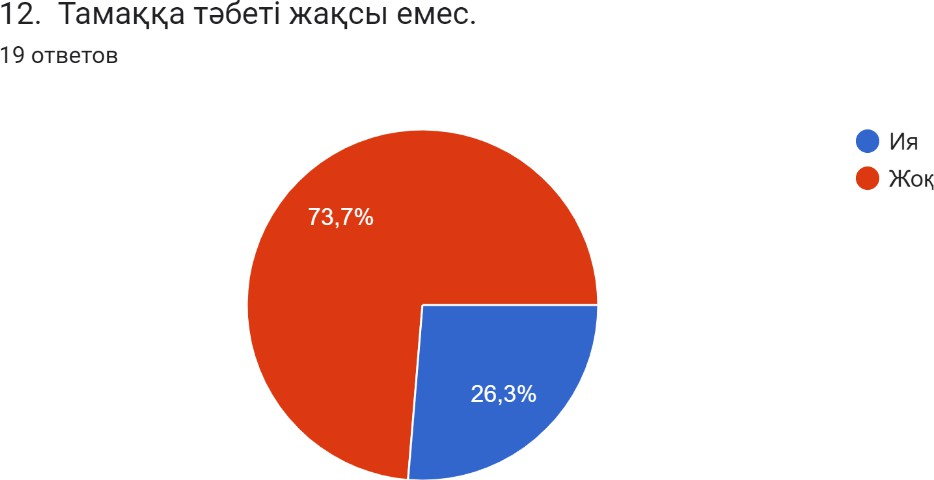 12. Тамаққа тәбеті жақсы емес.
19 ответов
Ия
Жоқ
73,7%
26,3%